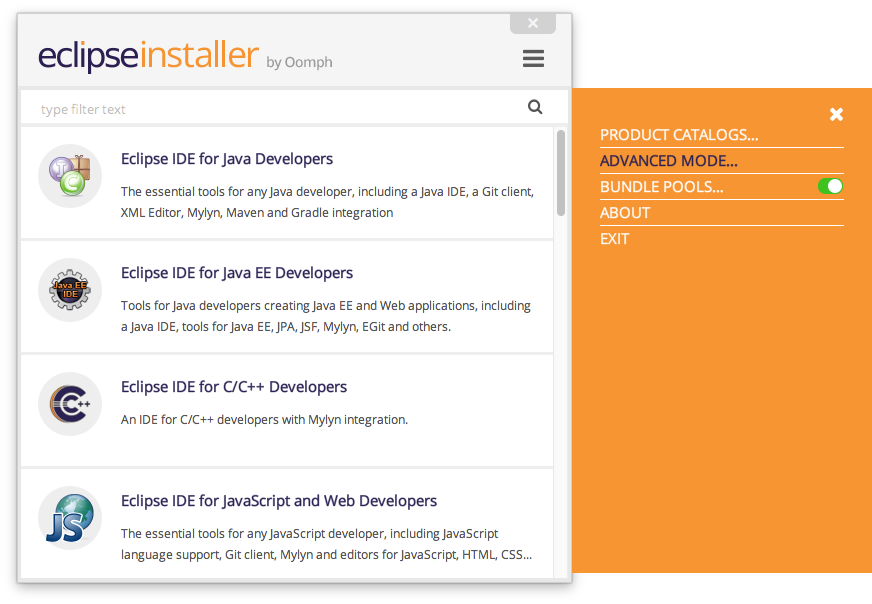 eclipseinstaller by Oomph
type filter text
Eclipse IDE for Java Developers
The essential tools for any Java developer, including a Java IDE, a Git client,
XML Editor, Mylyn, Maven and Gradle integration
Java EE
IDE
Eclipse IDE for Java EE Developers
Tools for Java developers creating Java EE and Web applications, including
a Java IDE, tools for Java EE, JPA, JSF, Mylyn, EGit and others.
C++
Eclipse IDE for C/C++ Developers
An IDE for C/C++ developers with Mylyn integration.
JS
Eclipse IDE for JavaScript and Web Developers
The essential tools for any JavaScript developer, including JavaScript
language support, Git client, Mylyn and editors for JavaScript, HTML, CSS...
PRODUCT CATALOGS...
ADVANCED MODE...
BUNDLE POOLS...
ABOUT
EXIT